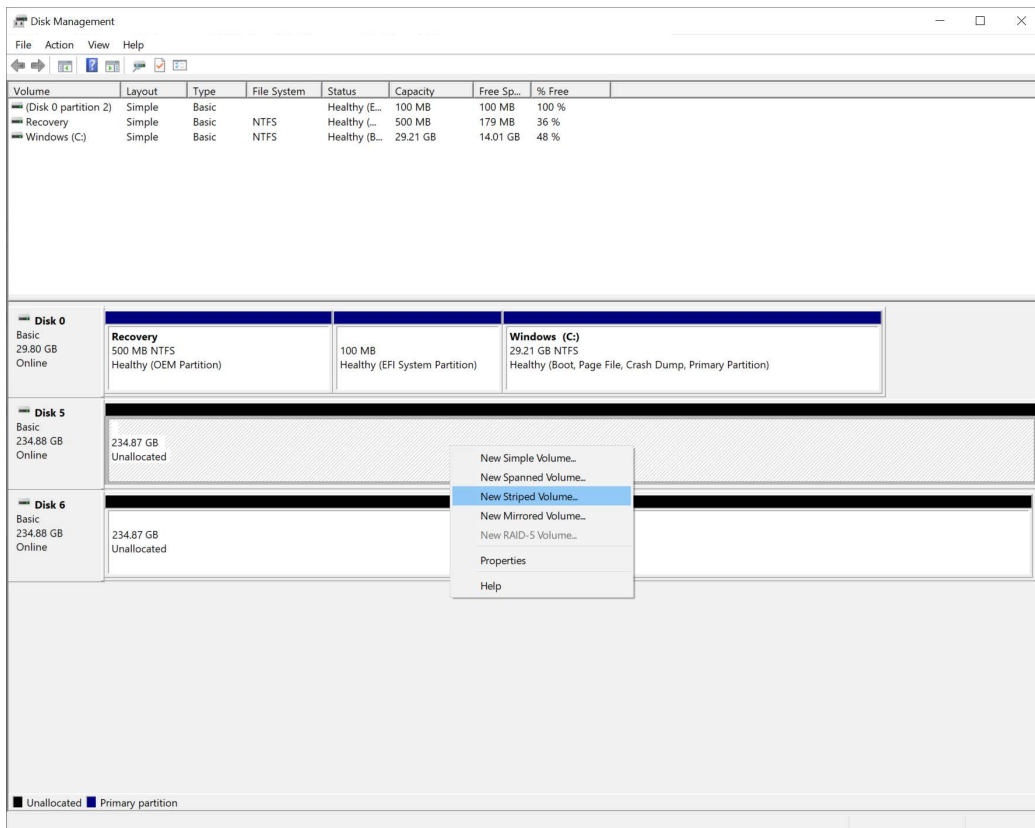 Disk Management
File Action View Help
Volume Layout Type File System Status Capacity Free Sp... % Free
(Disk 0 partition 2) Simple Basic Healthy (E... 100 MB 100 MB 100 %
Recovery Simple Basic NTFS Healthy (... 500 MB 179 MB 36 %
Windows (C:) Simple Basic NTFS Healthy (B... 29.21 GB 14.01 GB 48 %
Disk 0
Basic
29.80 GB
Online
Recovery
500 MB NTFS
Healthy (OEM Partition)
100 MB
Healthy (EFI System Partition)
Windows (C:)
29.21 GB NTFS
Healthy (Boot, Page File, Crash Dump, Primary Partition)
Disk 5
Basic
234.88 GB
Online
234.87 GB
Unallocated
New Simple Volume...
New Spanned Volume...
New Striped Volume...
New Mirrored Volume...
New RAID-5 Volume...
Properties
Help
Disk 6
Basic
234.88 GB
Online
234.87 GB
Unallocated
Unallocated Primary partition